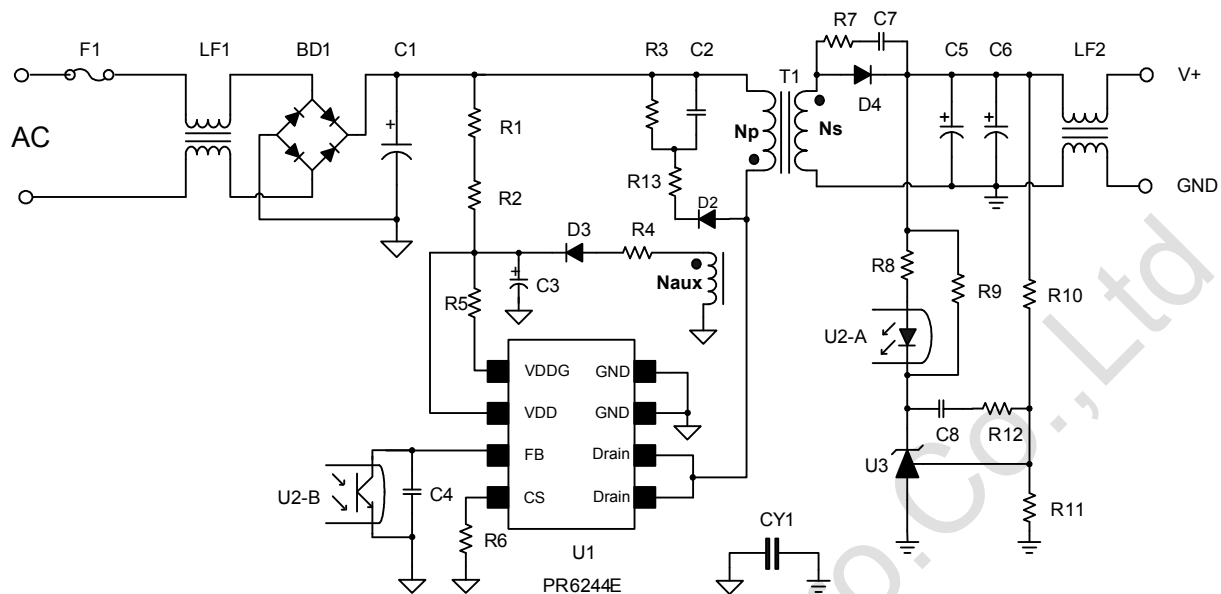 R7 C7
F1 LF1 BD1 C1 R3 C2 T1 C5 C6 LF2
V+
D4
AC
R1
Np Ns
R13
R2
GND
D2
D3 R4
R8
C3 Naux
R5
R9 R10
U2-A
VDDG GND
VDD GND
C8 R12
FB Drain
U3
U2-B C4
CS Drain
R11
R6
CY1
U1
PR6244E
o.Co.,Ltd